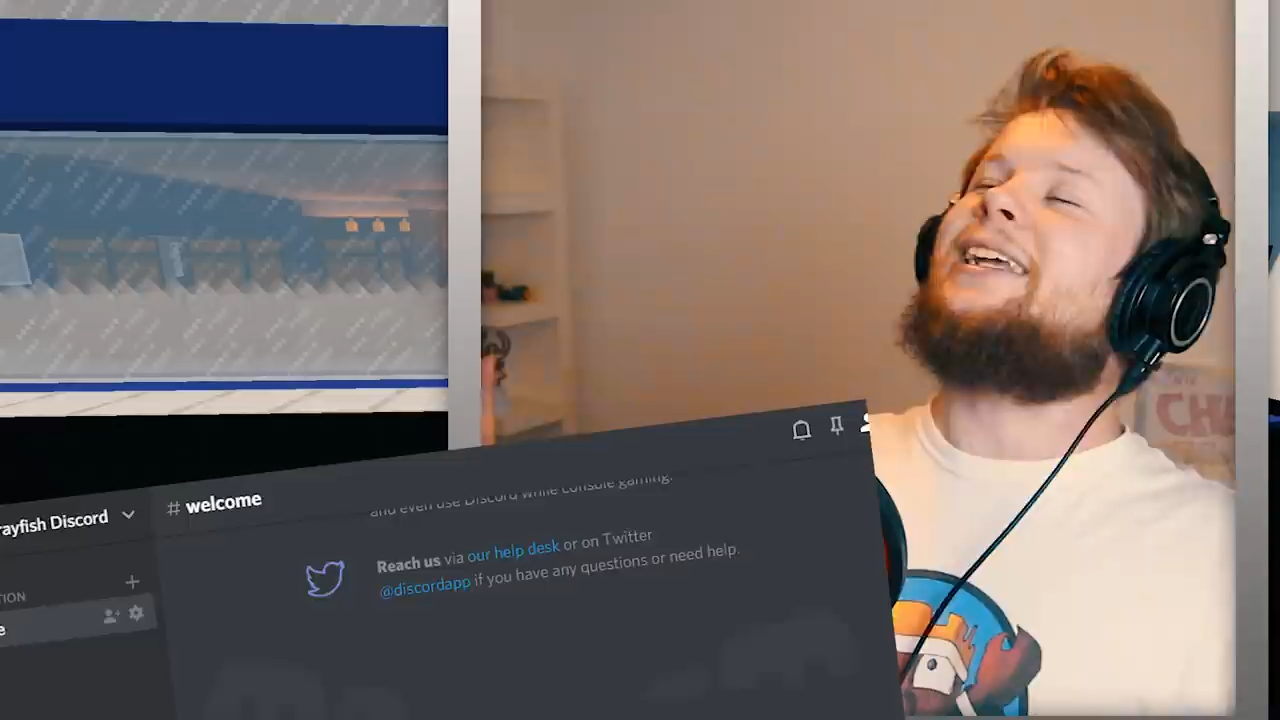 rayfish Discord
# welcome
and even use Discord while console gaming.
Reach us via our help desk or on Twitter
@discordapp if you have any questions or need help.
TION
e
CH